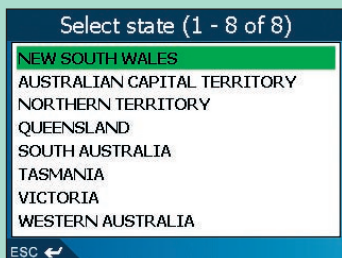 Select state (1 - 8 of 8)
NEW SOUTH WALES
AUSTRALIAN CAPITAL TERRITORY
NORTHERN TERRITORY
QUEENSLAND
SOUTH AUSTRALIA
TASMANIA
VICTORIA
WESTERN AUSTRALIA
ESC